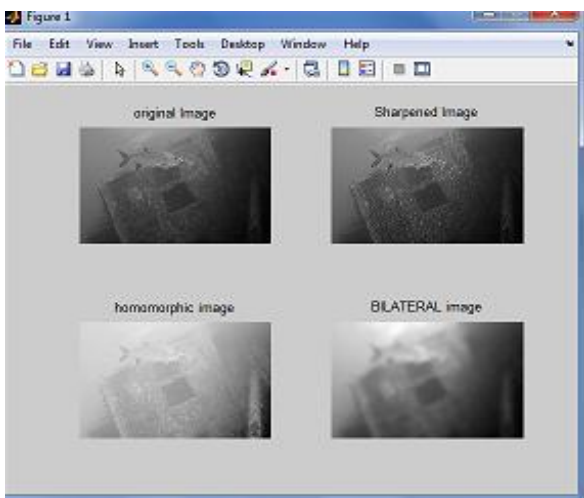 Figure 1
File Edit View Insert Tools Desktop Window Help
original Image
Sharpened Image
homomorphic image
BILATERAL image